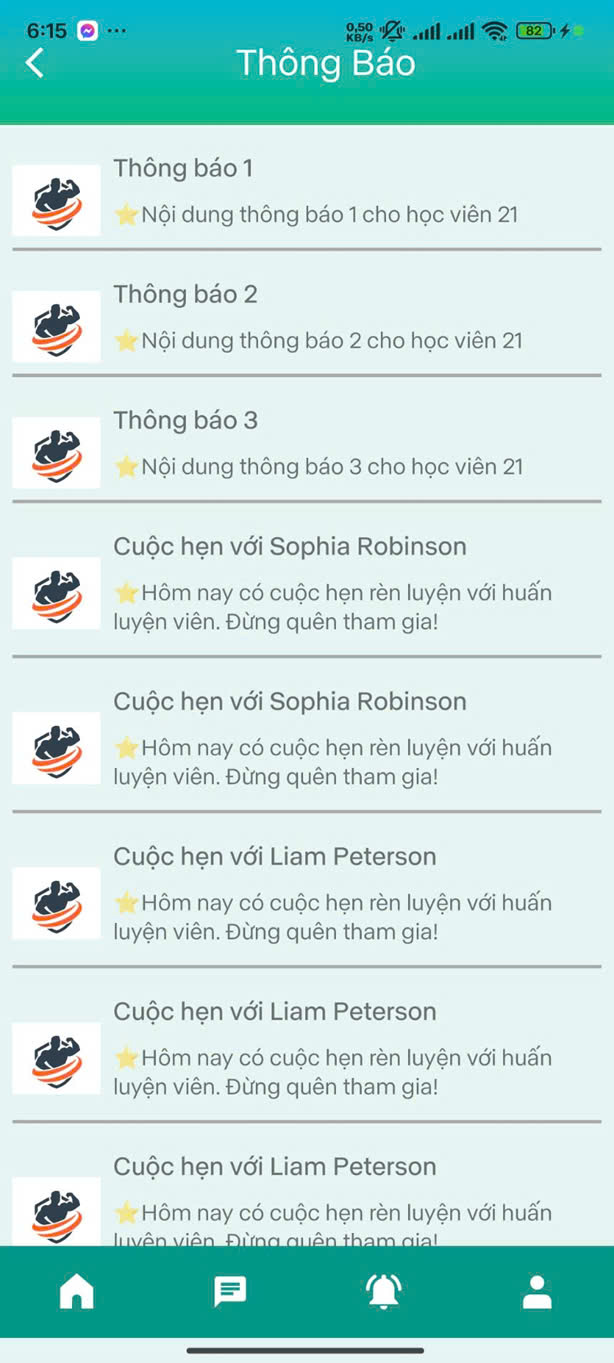 6:15
0,50
KB/s
82
Thông Báo
Thông báo 1
⭐Nội dung thông báo 1 cho học viên 21
Thông báo 2
⭐Nội dung thông báo 2 cho học viên 21
Thông báo 3
⭐Nội dung thông báo 3 cho học viên 21
Cuộc hẹn với Sophia Robinson
⭐Hôm nay có cuộc hẹn rèn luyện với huấn
luyện viên. Đừng quên tham gia!
Cuộc hẹn với Sophia Robinson
⭐Hôm nay có cuộc hẹn rèn luyện với huấn
luyện viên. Đừng quên tham gia!
Cuộc hẹn với Liam Peterson
⭐Hôm nay có cuộc hẹn rèn luyện với huấn
luyện viên. Đừng quên tham gia!
Cuộc hẹn với Liam Peterson
⭐Hôm nay có cuộc hẹn rèn luyện với huấn
luyện viên. Đừng quên tham gia!
Cuộc hẹn với Liam Peterson
⭐Hôm nay có cuộc hẹn rèn luyện với huấn
luyện viên. Đừng quên tham gia!